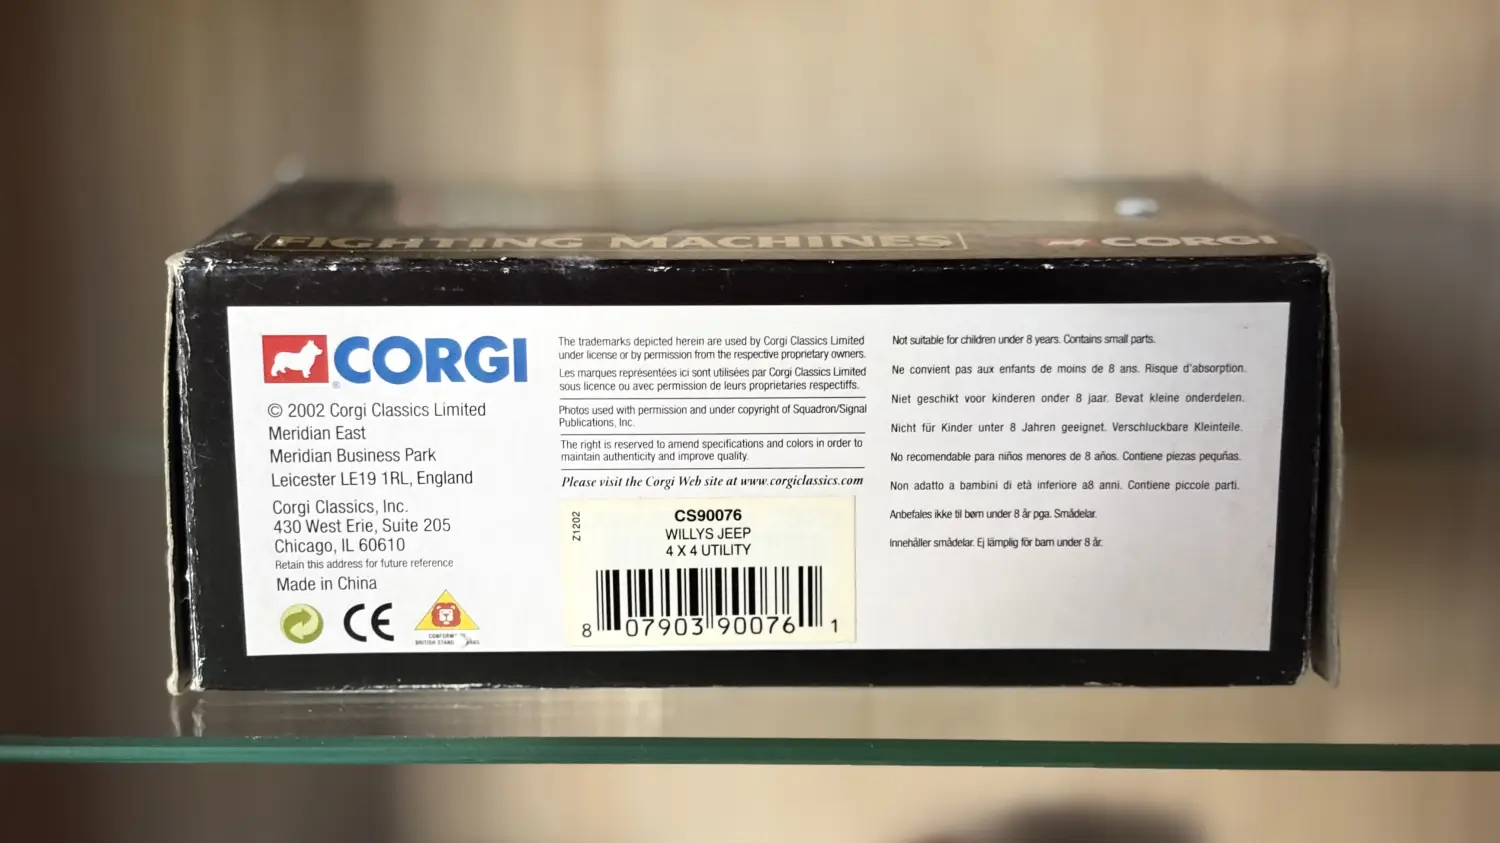 FIGHTING MACHINES
CORGI
CORGI
®
© 2002 Corgi Classics Limited
Meridian East
Meridian Business Park
Leicester LE19 1RL, England
Corgi Classics, Inc.
430 West Erie, Suite 205
Chicago, IL 60610
Retain this address for future reference
Made in China
CE
The trademarks depicted herein are used by Corgi Classics Limited
under license or by permission from the respective proprietary owners.
Les marques représentées ici sont utilisées par Corgi Classics Limited
sous licence ou avec permission de leurs proprietaries respectiffs.
Photos used with permission and under copyright of Squadron/Signal
Publications, Inc.
The right is reserved to amend specifications and colors in order to
maintain authenticity and improve quality.
Please visit the Corgi Web site at www.corgiclassics.com
Z1202
CS90076
WILLYS JEEP
4 X 4 UTILITY
8 07903 90076 1
Not suitable for children under 8 years. Contains small parts.
Ne convient pas aux enfants de moins de 8 ans. Risque d'absorption.
Niet geschikt voor kinderen onder 8 jaar. Bevat kleine onderdelen.
Nicht für Kinder unter 8 Jahren geeignet. Verschluckbare Kleinteile.
No recomendable para niños menores de 8 años. Contiene piezas pequñas.
Non adatto a bambini di età inferiore a8 anni. Contiene piccole parti.
Anbefales ikke til børn under 8 år pga. Smådelar.
Innehåller smådelar. Ej lämplig för barn under 8 år.